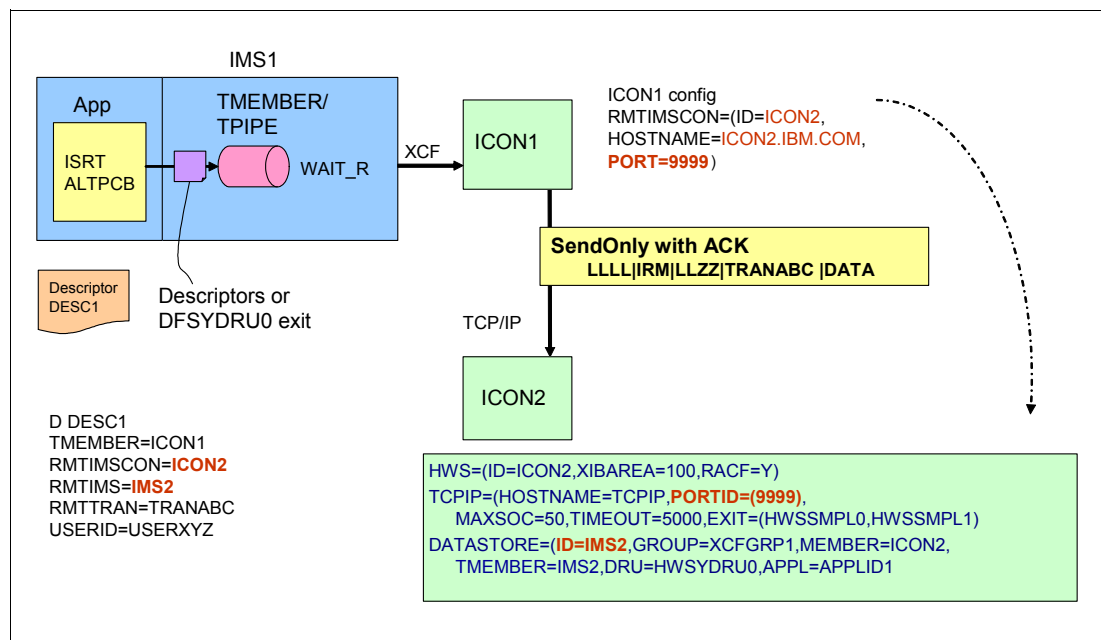 IMS1
App
TMEMBER/
TPIPE
ISRT
ALTPCB
WAIT_R
XCF
ICON1
ICON1 config
RMTIMSCON=(ID=ICON2,
HOSTNAME=ICON2.IBM.COM,
PORT=9999)
SendOnly with ACK
LLLL|IRM|LLZZ|TRANABC |DATA
Descriptor
DESC1
Descriptors or
DFSYDRU0 exit
TCP/IP
ICON2
D DESC1
TMEMBER=ICON1
RMTIMSCON=ICON2
RMTIMS=IMS2
RMTTRAN=TRANABC
USERID=USERXYZ
HWS=(ID=ICON2,XIBAREA=100,RACF=Y)
TCPIP=(HOSTNAME=TCPIP,PORTID=(9999),
MAXSOC=50,TIMEOUT=5000,EXIT=(HWSSMPL0,HWSSMPL1)
DATASTORE=(ID=IMS2,GROUP=XCFGRP1,MEMBER=ICON2,
TMEMBER=IMS2,DRU=HWSYDRU0,APPL=APPLID1